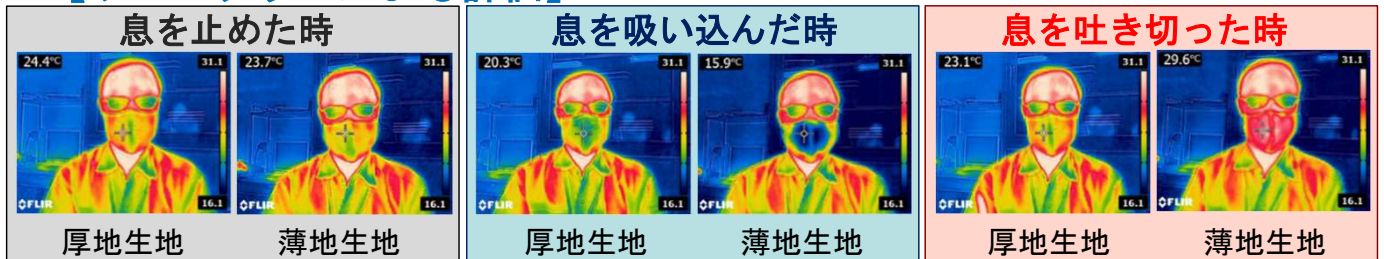 息を止めた時
24.4℃
31.1
16.1
FLIR
厚地生地
23.7℃
31.1
16.1
FLIR
薄地生地
息を吸い込んだ時
20.3℃
31.1
16.1
FLIR
厚地生地
15.9℃
31.1
16.1
FLIR
薄地生地
息を吐き切った時
23.1℃
31.1
16.1
FLIR
厚地生地
29.6℃
31.1
16.1
FLIR
薄地生地